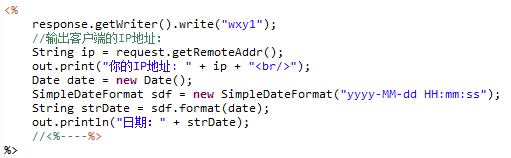 <%
response.getWriter().write("wxy1");
//输出客户端的IP地址:
String ip = request.getRemoteAddr();
out.print("你的IP地址: " + ip + "<br/>");
Date date = new Date();
SimpleDateFormat sdf = new SimpleDateFormat("yyyy-MM-dd HH:mm:ss");
String strDate = sdf.format(date);
out.println("日期: " + strDate);
//<%----%>
%>